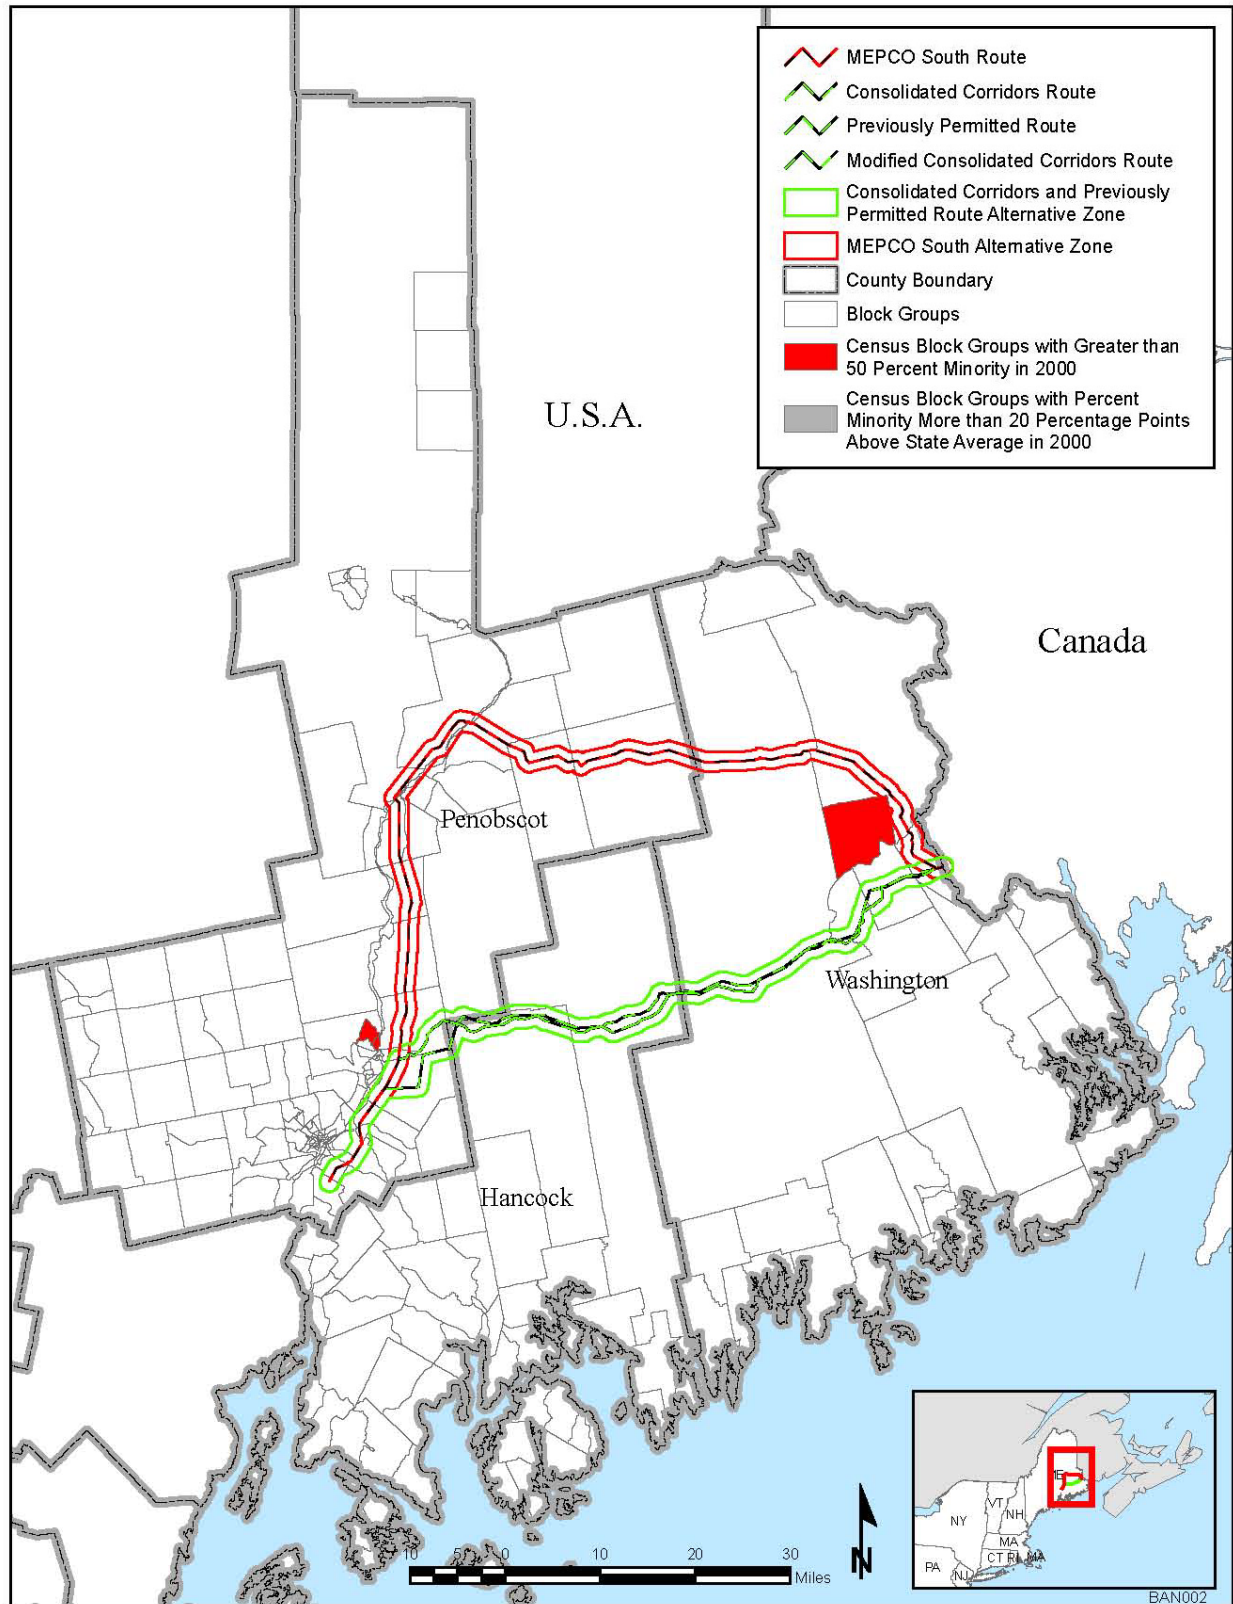 MEPCO South Route
Consolidated Corridors Route
Previously Permitted Route
Modified Consolidated Corridors Route
Consolidated Corridors and Previously
Permitted Route Alternative Zone
MEPCO South Alternative Zone
County Boundary
Block Groups
Census Block Groups with Greater than
50 Percent Minority in 2000
Census Block Groups with Percent
Minority More than 20 Percentage Points
Above State Average in 2000
U.S.A.
Canada
Penobscot
Washington
Hancock
N
10 5 0 10 20 30
Miles
ME
VT
NH
NY
MA
CT RI MA
PA
NJ
BAN002